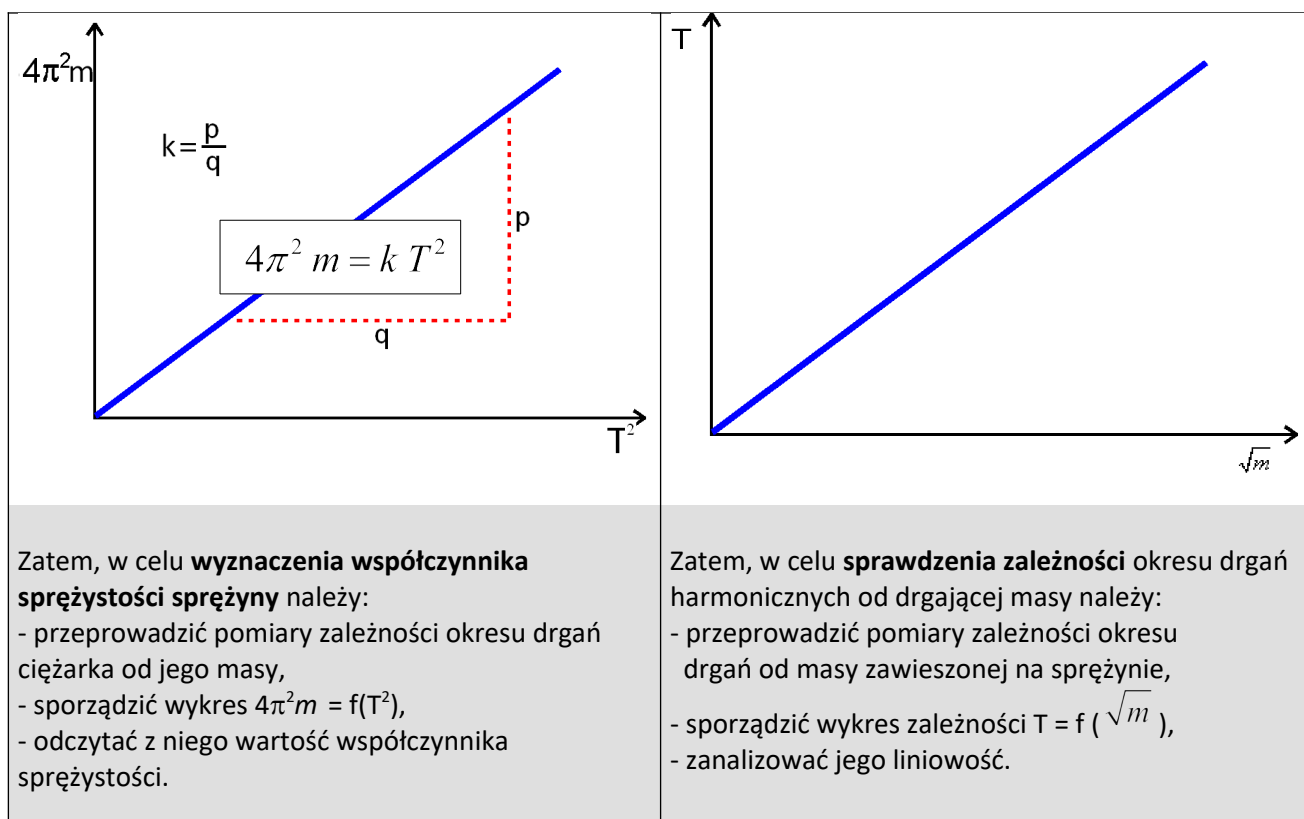 4π²m
k = p/q
p
4π² m = k T²
q
T²
T
√m
Zatem, w celu wyznaczenia współczynnika
sprężystości sprężyny należy:
- przeprowadzić pomiary zależności okresu drgań
ciężarka od jego masy,
- sporządzić wykres 4π²m = f(T²),
- odczytać z niego wartość współczynnika
sprężystości.
Zatem, w celu sprawdzenia zależności okresu drgań
harmonicznych od drgającej masy należy:
- przeprowadzić pomiary zależności okresu
drgań od masy zawieszonej na sprężynie,
- sporządzić wykres zależności T = f ( √m ),
- zanalizować jego liniowość.